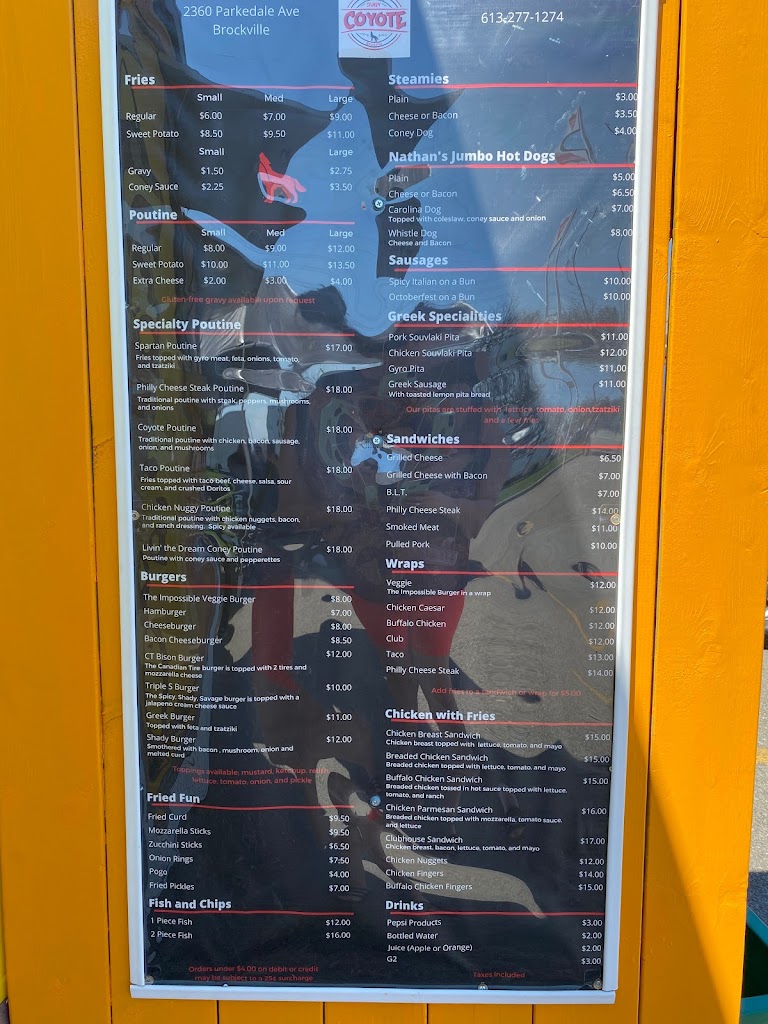 2360 Parkedale Ave
Brockville
COYOTE
613-277-1274
Fries
Small Med Large
Regular $6.00 $7.00 $9.00
Sweet Potato $8.50 $9.50 $11.00
Small Large
Gravy $1.50 $2.75
Coney Sauce $2.25 $3.50
Poutine
Small Med Large
Regular $8.00 $9.00 $12.00
Sweet Potato $10.00 $11.00 $13.50
Extra Cheese $2.00 $3.00 $4.00
Gluten-free gravy available upon request
Specialty Poutine
Spartan Poutine $17.00
Fries topped with gyro meat, feta, onions, tomato,
and tzatziki
Philly Cheese Steak Poutine $18.00
Traditional poutine with steak, peppers, mushrooms,
and onions
Coyote Poutine $18.00
Traditional poutine with chicken, bacon, sausage,
onion, and mushrooms
Taco Poutine $18.00
Fries topped with taco beef, cheese, salsa, sour
cream, and crushed Doritos
Chicken Nuggy Poutine $18.00
Traditional poutine with chicken nuggets, bacon,
and ranch dressing. Spicy available
Livin' the Dream Coney Poutine $18.00
Poutine with coney sauce and pepperettes
Burgers
The Impossible Veggie Burger $8.00
Hamburger $7.00
Cheeseburger $8.00
Bacon Cheeseburger $8.50
CT Bison Burger $12.00
The Canadian Tire burger is topped with 2 tires and
mozzarella cheese
Triple S Burger $10.00
The Spicy, Shady, Savage burger is topped with a
jalapeno cream cheese sauce
Greek Burger $11.00
Topped with feta and tzatziki
Shady Burger $12.00
Smothered with bacon , mushroom, onion and
melted curd
Toppings available: mustard, ketchup, relish,
lettuce, tomato, onion, and pickle
Fried Fun
Fried Curd $9.50
Mozzarella Sticks $9.50
Zucchini Sticks $6.50
Onion Rings $7.50
Pogo $4.00
Fried Pickles $7.00
Fish and Chips
1 Piece Fish $12.00
2 Piece Fish $16.00
Orders under $4.00 on debit or credit
may be subject to a 25¢ surcharge
Steamies
Plain $3.00
Cheese or Bacon $3.50
Coney Dog $4.00
Nathan's Jumbo Hot Dogs
Plain $5.00
Cheese or Bacon $6.50
Carolina Dog $7.00
Topped with coleslaw, coney sauce and onion
Whistle Dog $8.00
Cheese and Bacon
Sausages
Spicy Italian on a Bun $10.00
Octoberfest on a Bun $10.00
Greek Specialities
Pork Souvlaki Pita $11.00
Chicken Souvlaki Pita $12.00
Gyro Pita $11.00
Greek Sausage $11.00
With toasted lemon pita bread
Our pitas are stuffed with lettuce, tomato, onion,tzatziki
and a few fries
Sandwiches
Grilled Cheese $6.50
Grilled Cheese with Bacon $7.00
B.L.T. $7.00
Philly Cheese Steak $14.00
Smoked Meat $11.00
Pulled Pork $10.00
Wraps
Veggie $12.00
The Impossible Burger in a wrap
Chicken Caesar $12.00
Buffalo Chicken $12.00
Club $12.00
Taco $13.00
Philly Cheese Steak $14.00
Add fries to a sandwich or wrap for $3.00
Chicken with Fries
Chicken Breast Sandwich $15.00
Chicken breast topped with lettuce, tomato, and mayo
Breaded Chicken Sandwich $15.00
Breaded chicken topped with lettuce, tomato, and mayo
Buffalo Chicken Sandwich $15.00
Breaded chicken tossed in hot sauce topped with lettuce,
tomato, and ranch
Chicken Parmesan Sandwich $16.00
Breaded chicken topped with mozzarella, tomato sauce,
and lettuce
Clubhouse Sandwich $17.00
Chicken breast, bacon, lettuce, tomato, and mayo
Chicken Nuggets $12.00
Chicken Fingers $14.00
Buffalo Chicken Fingers $15.00
Drinks
Pepsi Products $3.00
Bottled Water $2.00
Juice (Apple or Orange) $2.00
G2 $3.00
Taxes Included